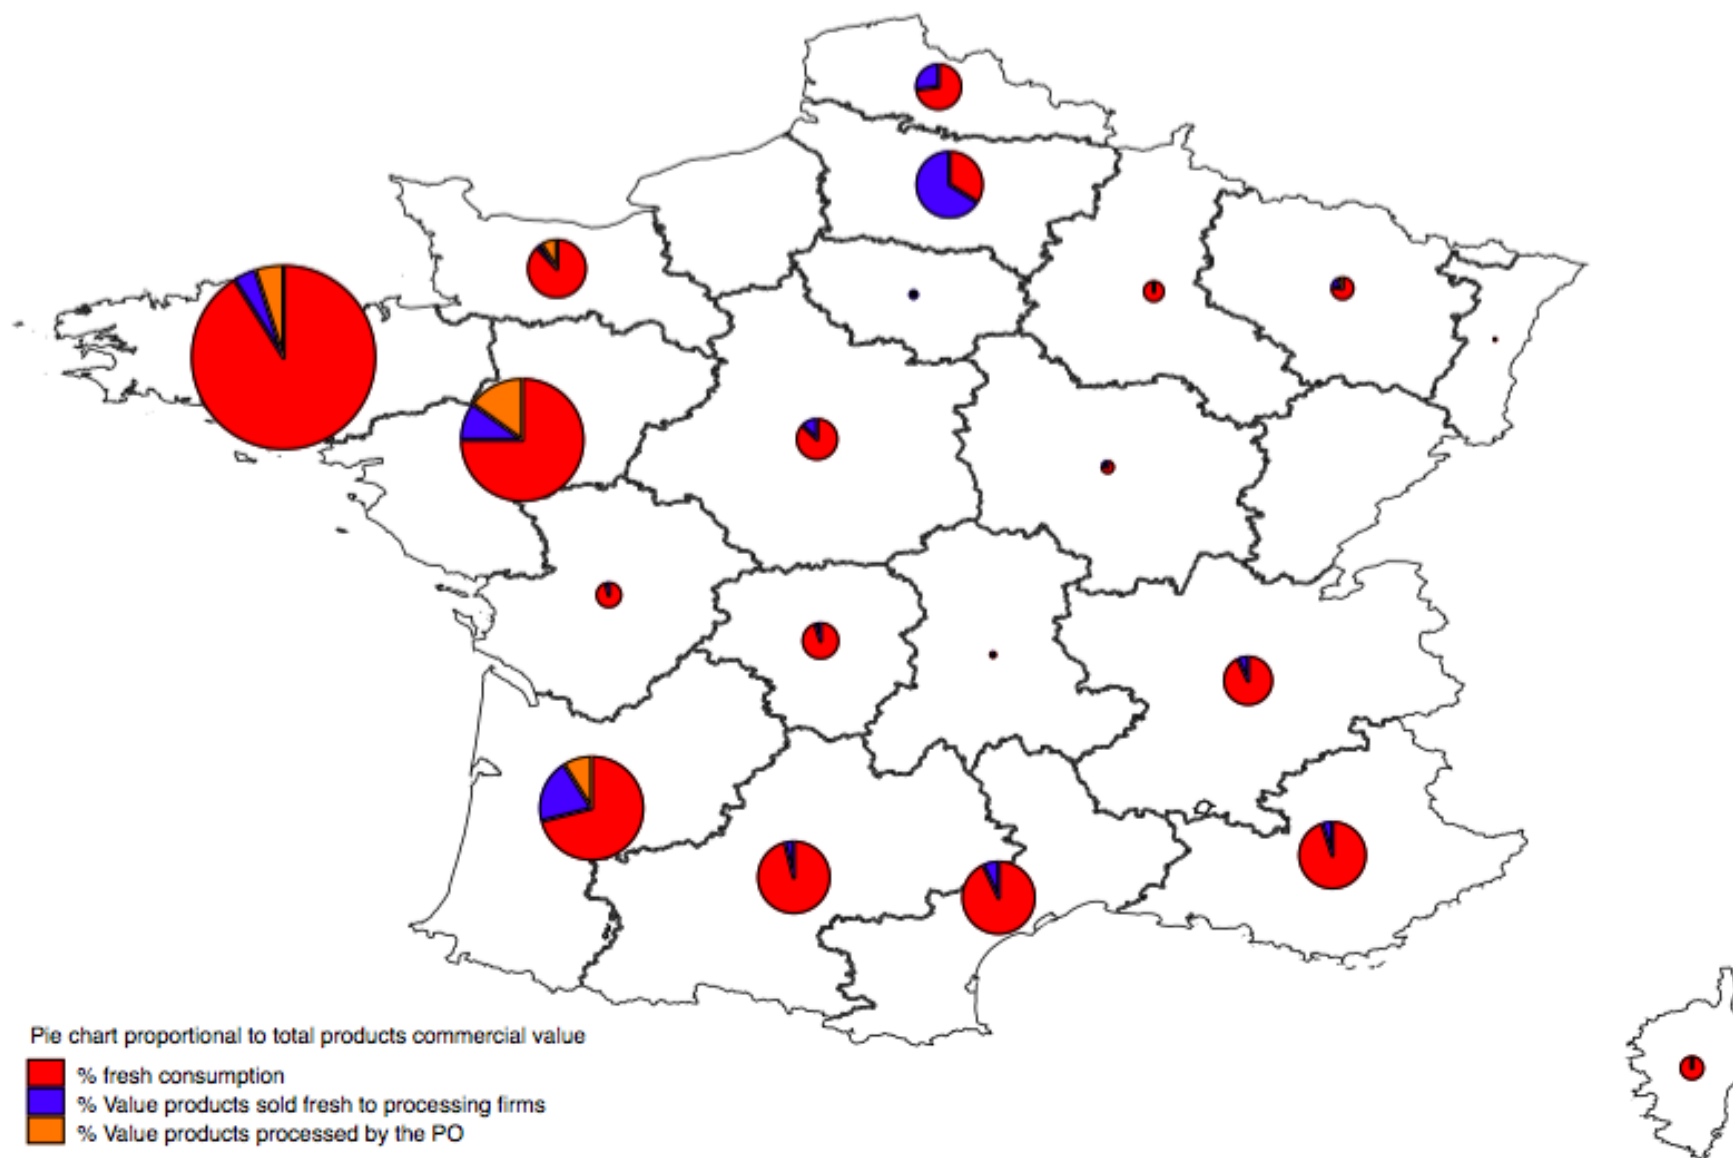 Pie chart proportional to total products commercial value
% fresh consumption
% Value products sold fresh to processing firms
% Value products processed by the PO